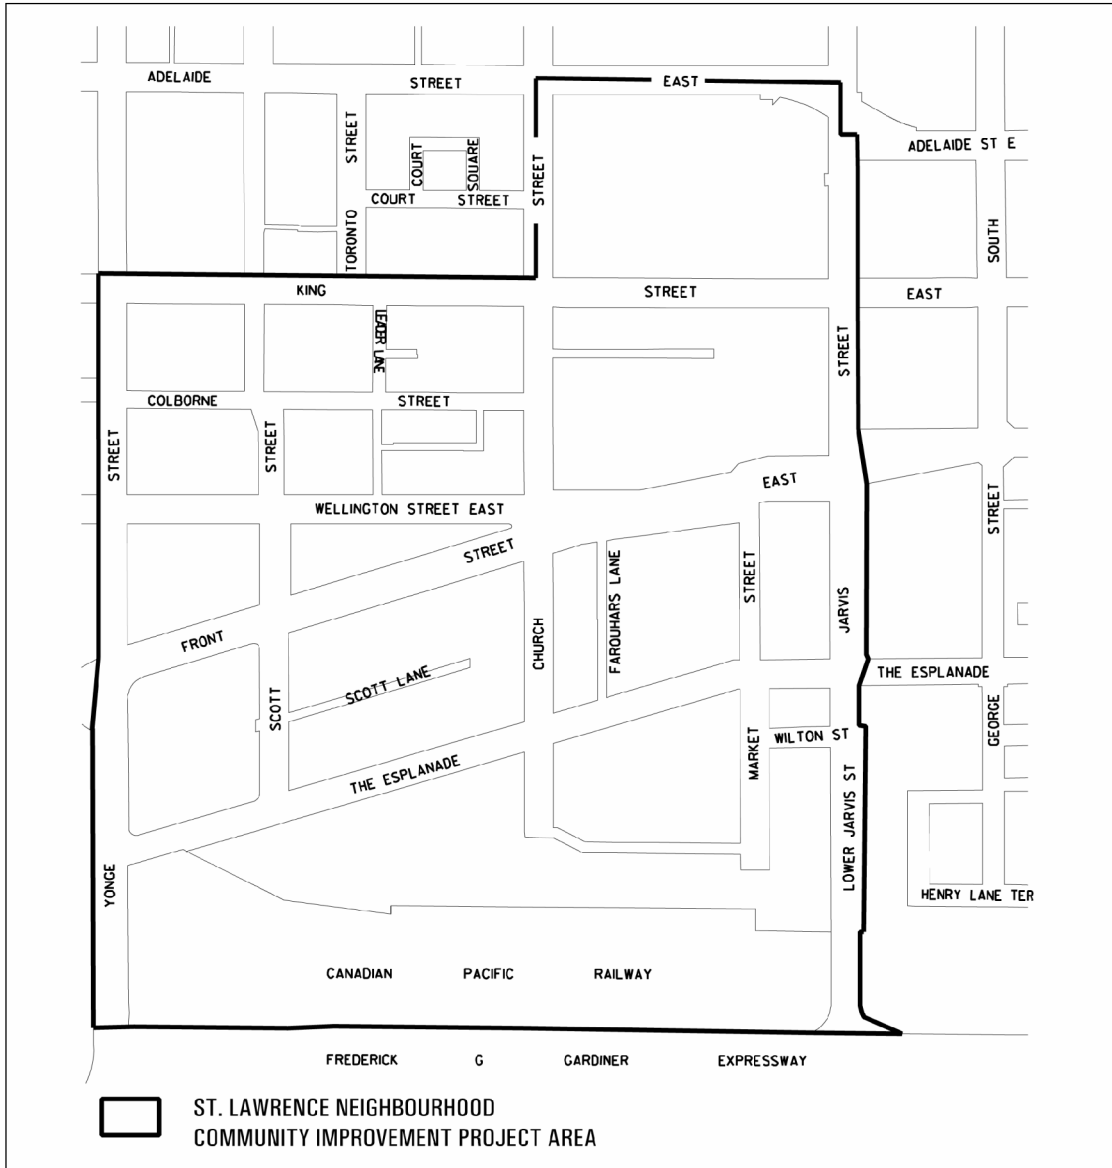 ADELAIDE STREET EAST
ADELAIDE ST E
STREET
COURT
SQUARE
STREET
COURT STREET
TORONTO
SOUTH
KING STREET EAST
LEADER LANE
STREET
COLBORNE STREET
STREET
STREET
EAST
WELLINGTON STREET EAST
STREET
STREET
FRONT
STREET
FARQUHARS LANE
CHURCH
JARVIS
THE ESPLANADE
SCOTT
SCOTT LANE
GEORGE
MARKET
WILTON ST
THE ESPLANADE
LOWER JARVIS ST
YONGE
HENRY LANE TER
CANADIAN PACIFIC RAILWAY
FREDERICK G GARDINER EXPRESSWAY
ST. LAWRENCE NEIGHBOURHOOD
COMMUNITY IMPROVEMENT PROJECT AREA